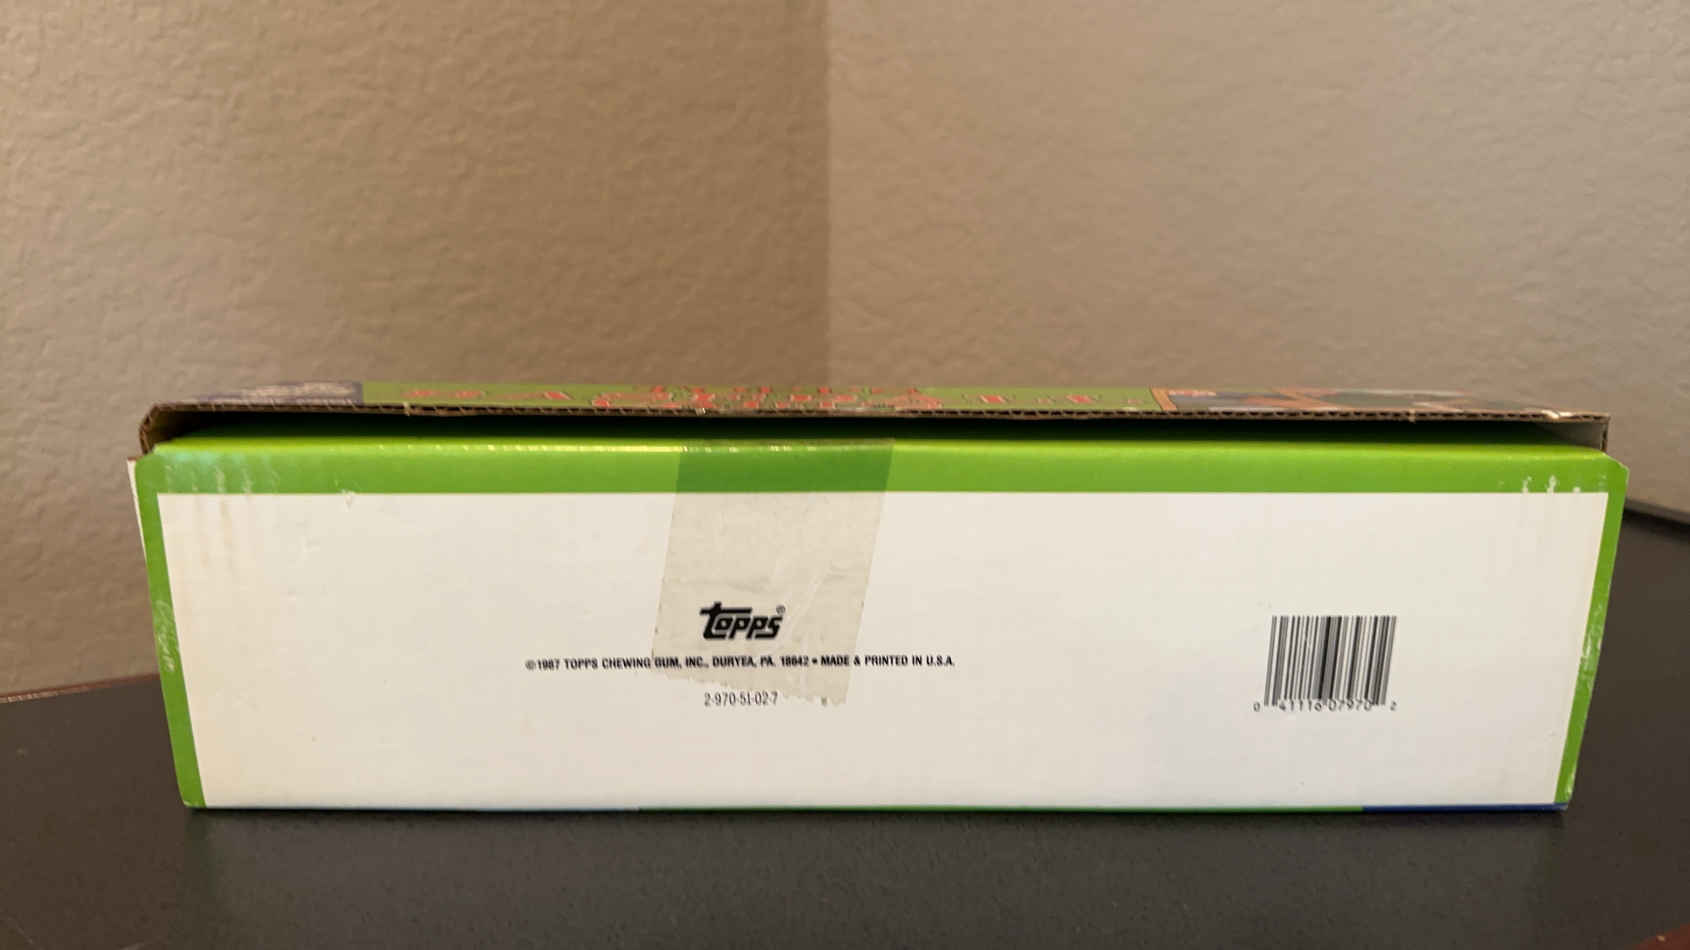 topps®
©1987 TOPPS CHEWING GUM, INC., DURYEA, PA. 18642 • MADE & PRINTED IN U.S.A.
2-970-51-02-7
0 41116 07970 2